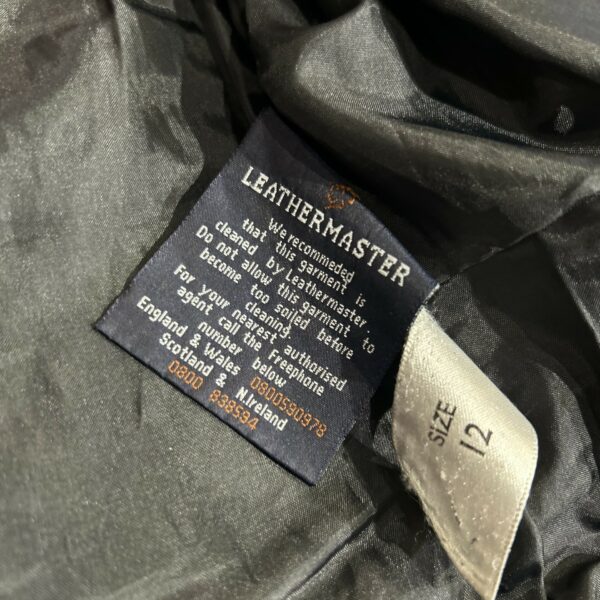 LEATHERMASTER
We recommeded
that this garment is
cleaned by Leathermaster.
Do not allow this garment to
become too soiled before
cleaning.
For your nearest authorised
agent call the Freephone
number below
England & Wales 0800590978
Scotland & N.Ireland
0800 838594
SIZE
12